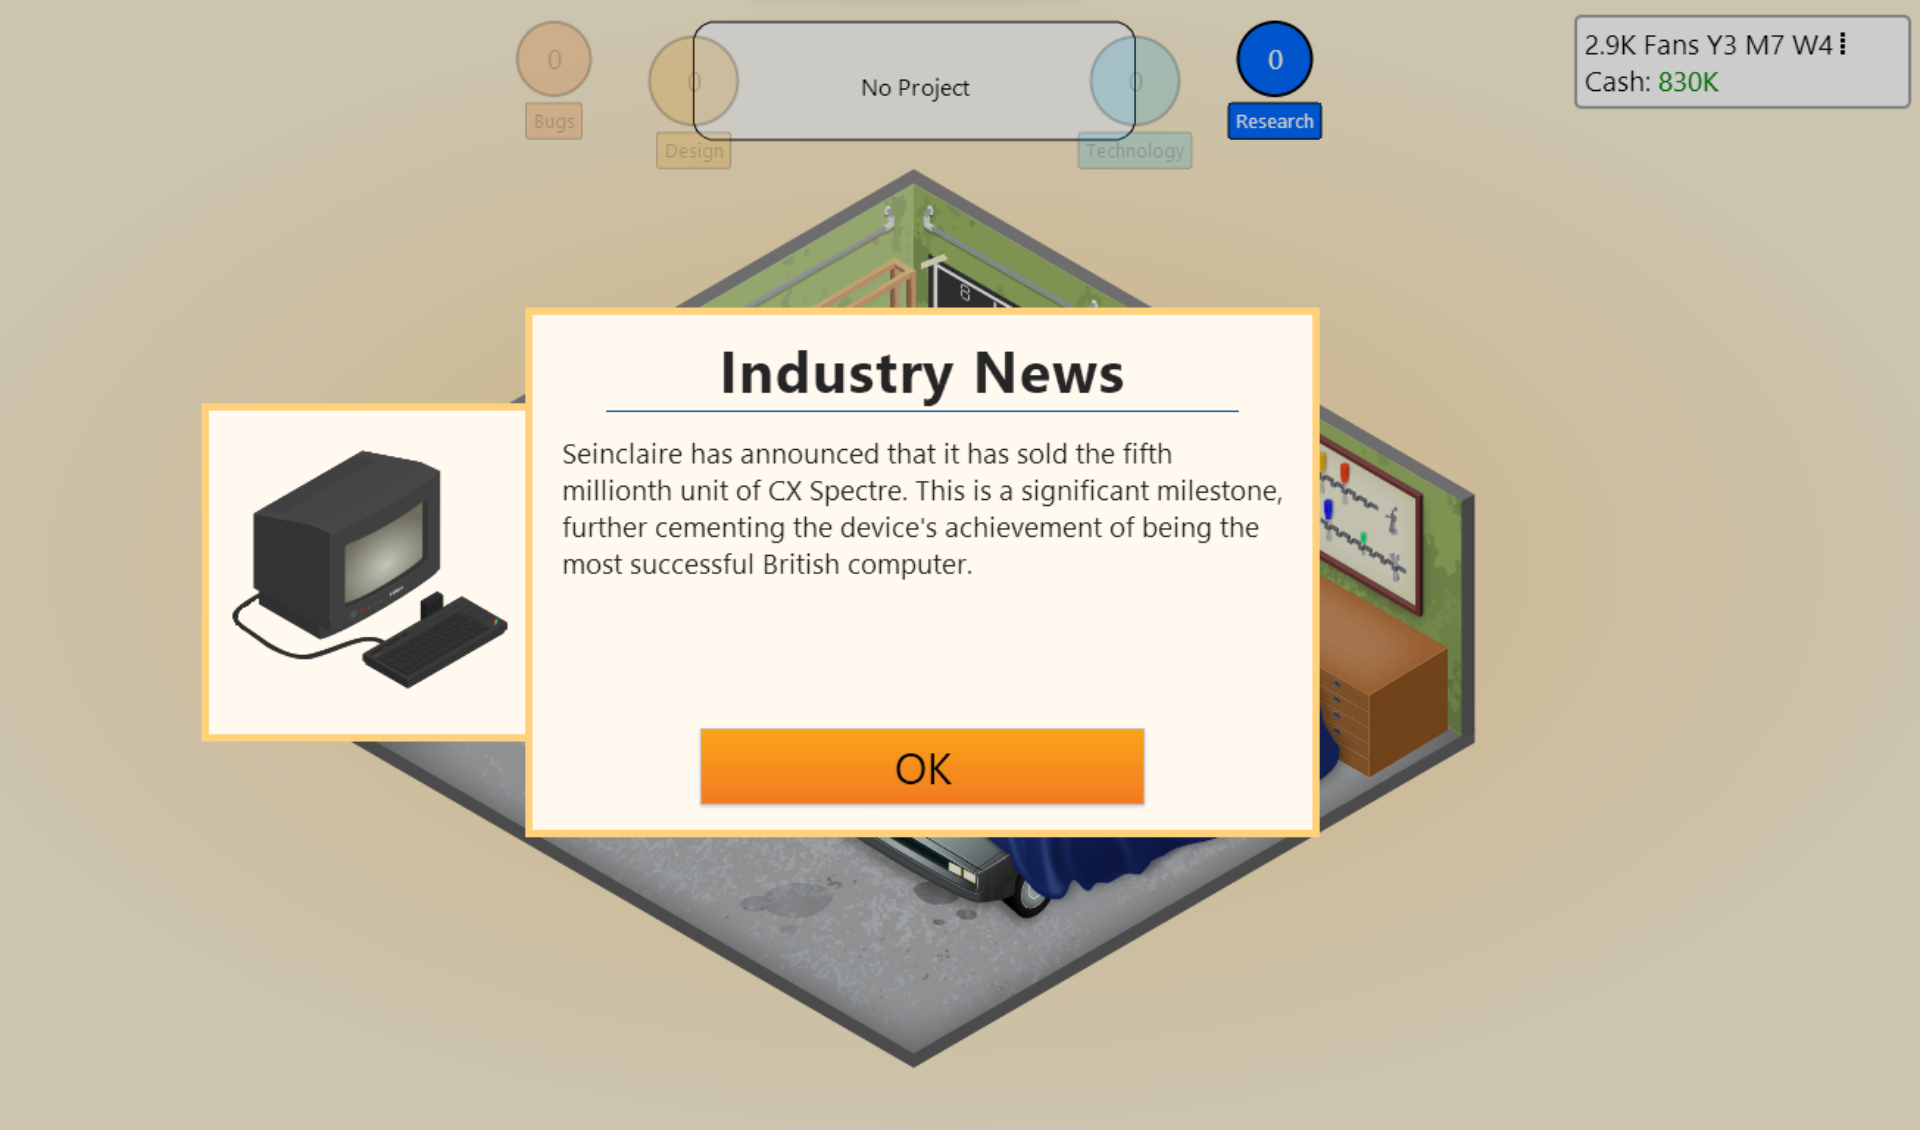 0
Bugs
0
Design
No Project
0
Technology
0
Research
2.9K Fans Y3 M7 W4
Cash: 830K
Industry News
Seinclaire has announced that it has sold the fifth
millionth unit of CX Spectre. This is a significant milestone,
further cementing the device's achievement of being the
most successful British computer.
OK